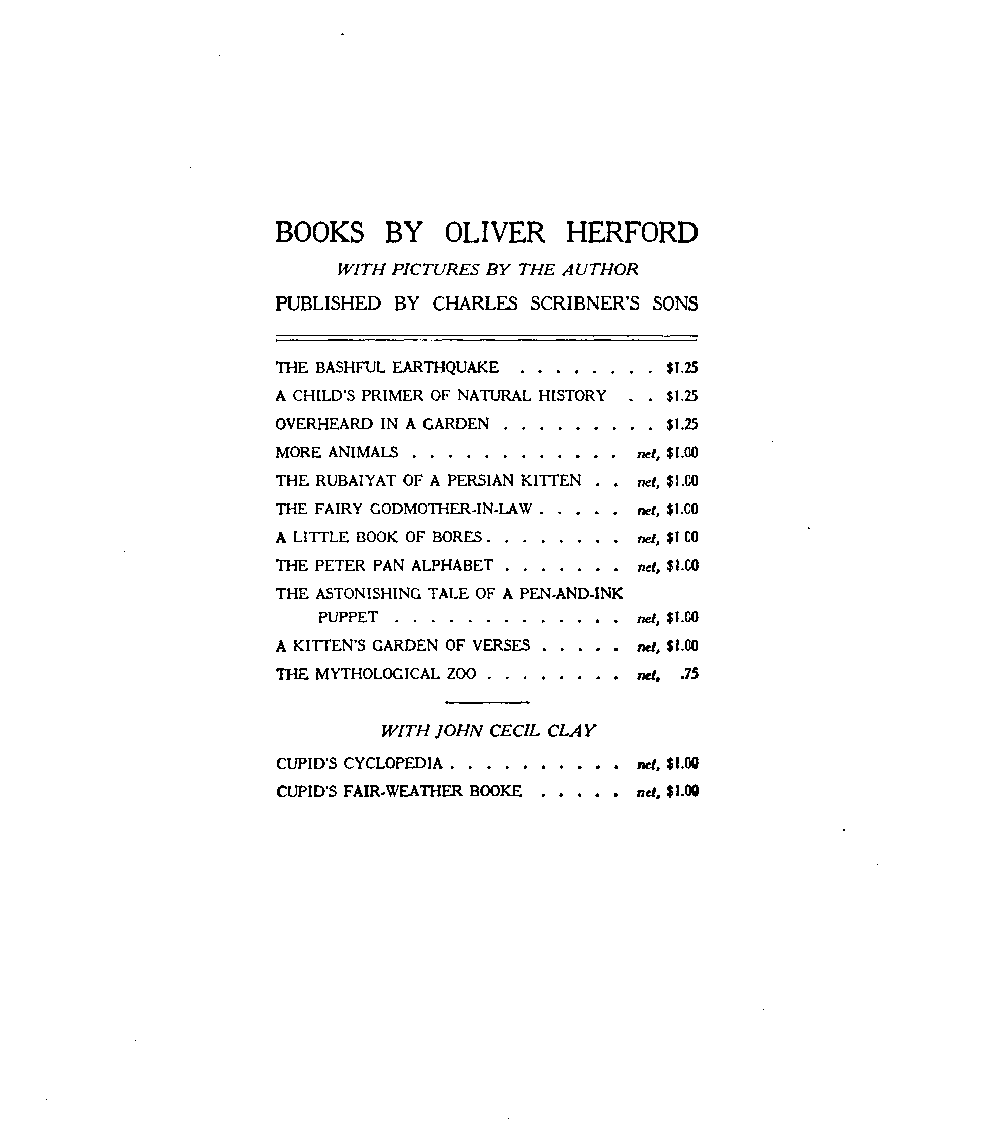 BOOKS BY OLIVER HERFORD
WITH PICTURES BY THE AUTHOR
PUBLISHED BY CHARLES SCRIBNER'S SONS
THE BASHFUL EARTHQUAKE . . . . . . . . $1.25
A CHILD'S PRIMER OF NATURAL HISTORY . . $1.25
OVERHEARD IN A GARDEN . . . . . . . . . $1.25
MORE ANIMALS . . . . . . . . . . . . net, $1.00
THE RUBAIYAT OF A PERSIAN KITTEN . . net, $1.00
THE FAIRY GODMOTHER-IN-LAW . . . . . net, $1.00
A LITTLE BOOK OF BORES . . . . . . . . net, $1.00
THE PETER PAN ALPHABET . . . . . . . net, $1.00
THE ASTONISHING TALE OF A PEN-AND-INK
PUPPET . . . . . . . . . . . . . net, $1.00
A KITTEN'S GARDEN OF VERSES . . . . . net, $1.00
THE MYTHOLOGICAL ZOO . . . . . . . . net, .75
WITH JOHN CECIL CLAY
CUPID'S CYCLOPEDIA . . . . . . . . . . net, $1.00
CUPID'S FAIR-WEATHER BOOKE . . . . . net, $1.00